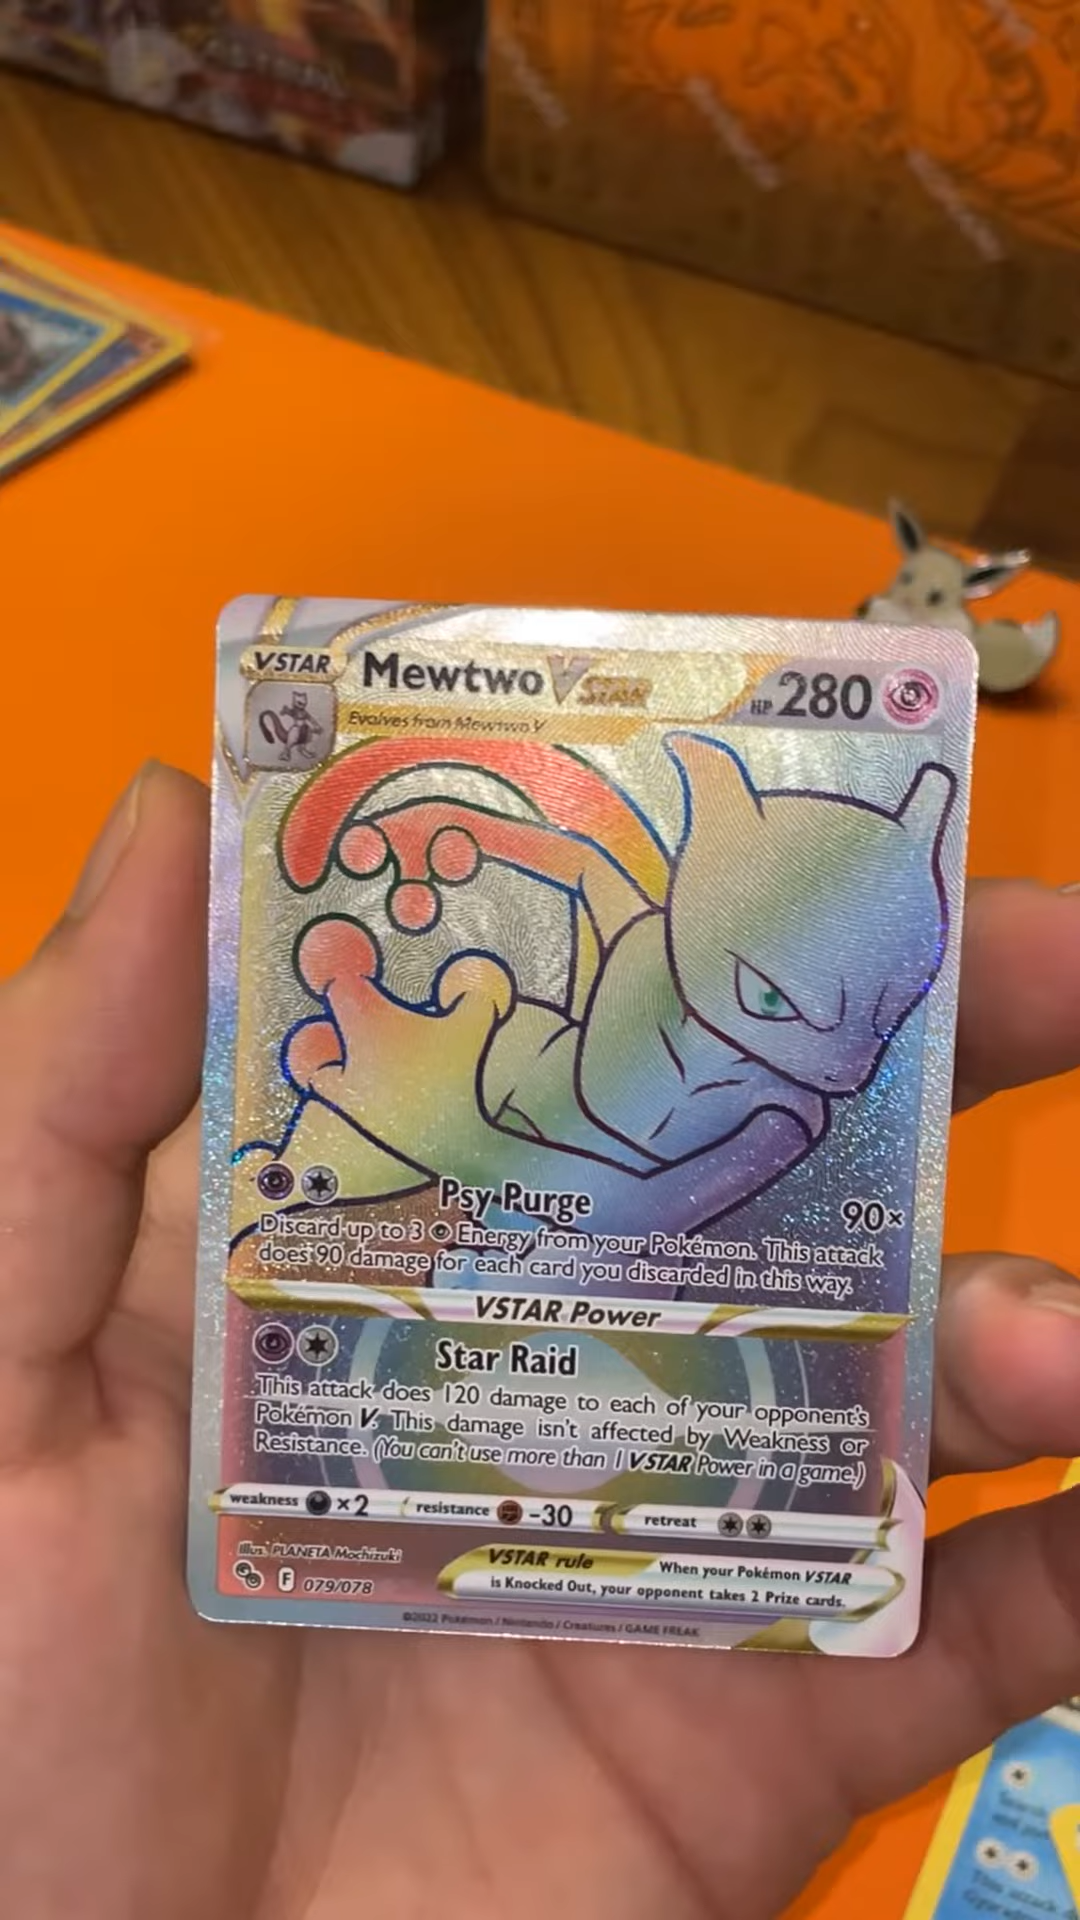 VSTAR
Mewtwo VSTAR
HP 280
Evolves from Mewtwo V
Psy Purge
90×
Discard up to 3 Energy from your Pokémon. This attack
does 90 damage for each card you discarded in this way.
VSTAR Power
Star Raid
This attack does 120 damage to each of your opponent's
Pokémon V. This damage isn't affected by Weakness or
Resistance. (You can't use more than 1 VSTAR Power in a game.)
weakness ×2 resistance -30 retreat
Illus. PLANETA Mochizuki
VSTAR rule
When your Pokémon VSTAR
is Knocked Out, your opponent takes 2 Prize cards.
GO F 079/078
©2022 Pokémon / Nintendo / Creatures / GAME FREAK